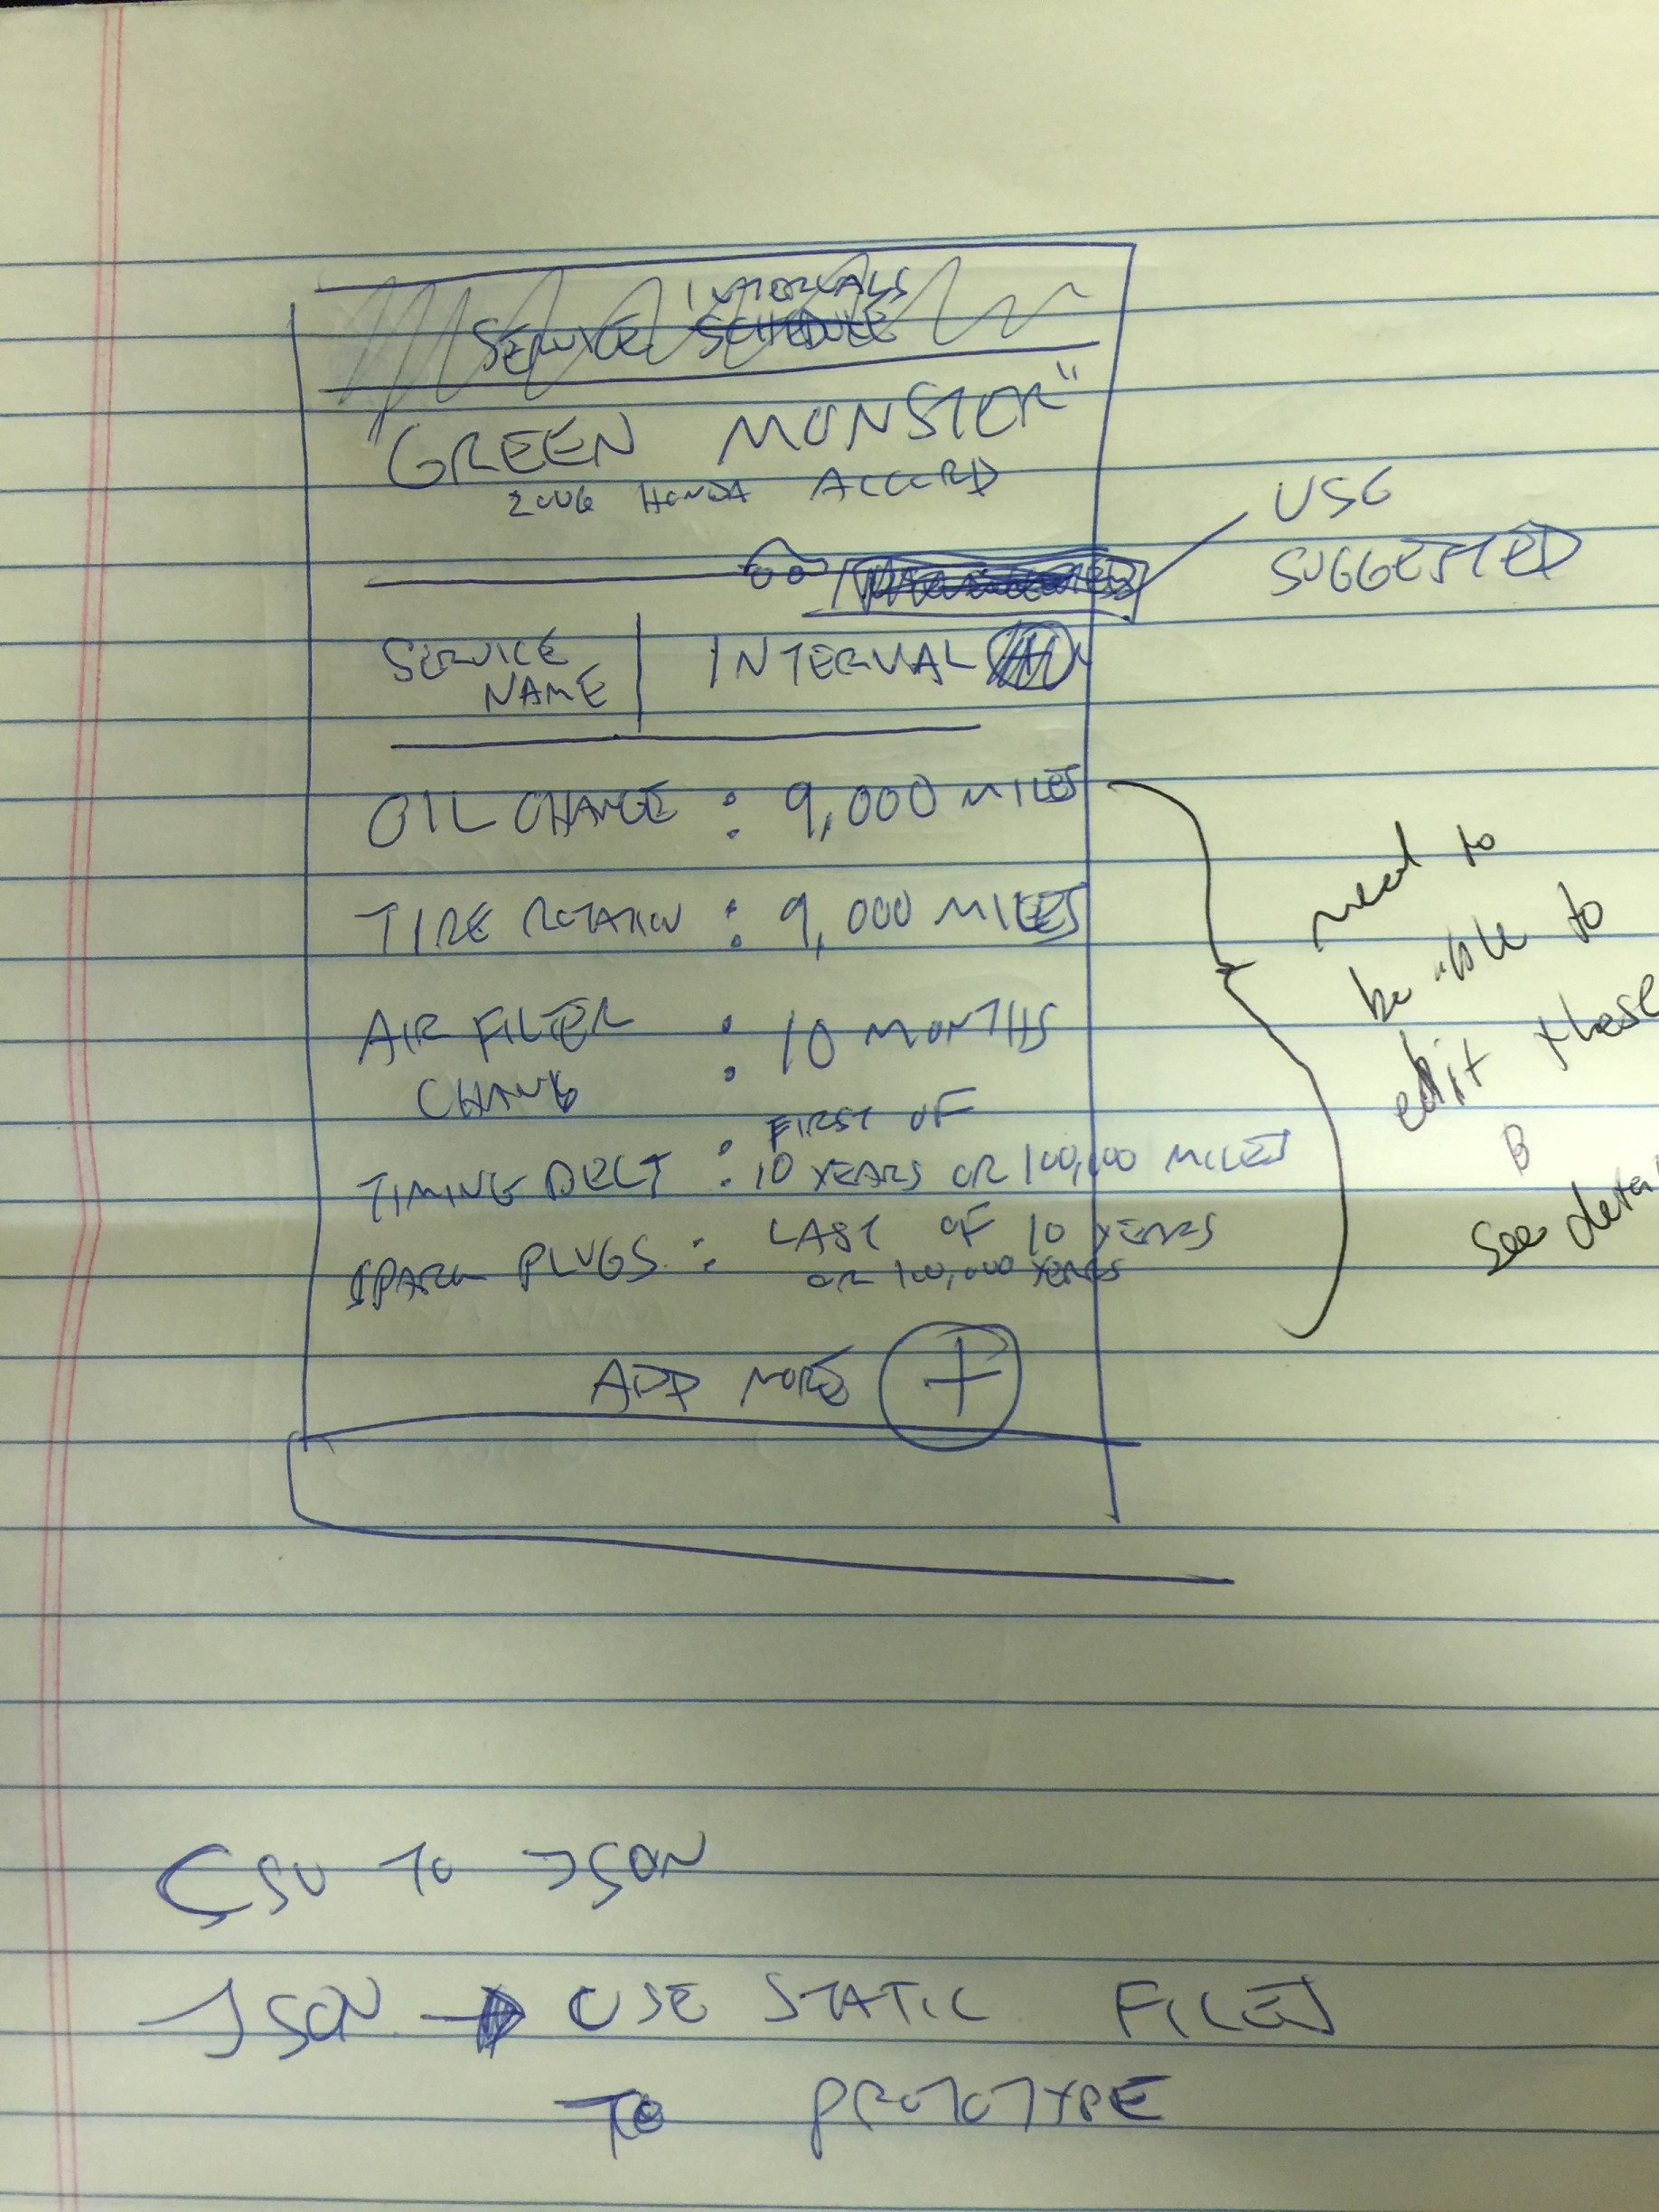 INTERVALS
SERVICE SCHEDULE
"GREEN MONSTER"
2006 HONDA ACCORD
USE
SUGGESTED
SERVICE
NAME
INTERVAL
OIL CHANGE : 9,000 MILES
TIRE ROTATION : 9,000 MILES
AIR FILTER : 10 MONTHS
CHANG
FIRST OF
TIMING BELT : 10 YEARS OR 100,000 MILES
SPARK PLUGS : LAST OF 10 YEARS
OR 100,000 YEARS
ADD MORE +
need to
be able to
edit these
see
CSV TO JSON
JSON → USE STATIC FILES
TO PROTOTYPE